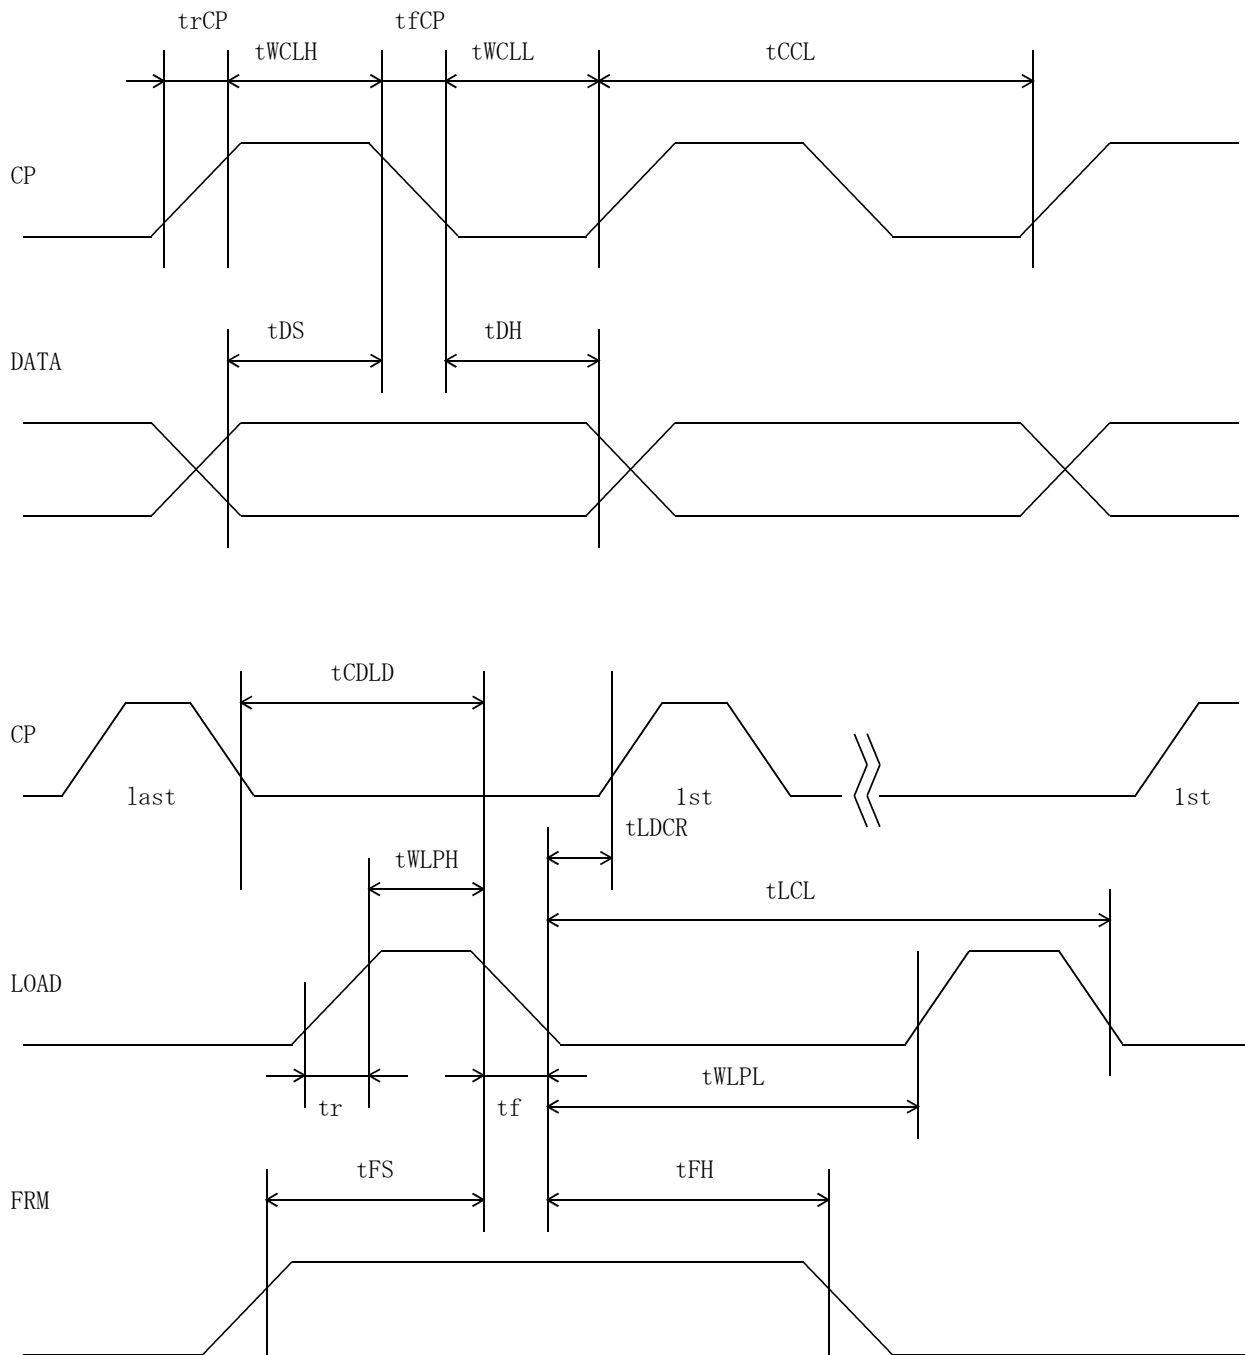 trCP tfCP
tWCLH tWCLL tCCL
CP
tDS tDH
DATA
tCDLD
CP
last 1st 1st
tLDCR
tWLPH
tLCL
LOAD
tWLPL
tr tf
tFS tFH
FRM